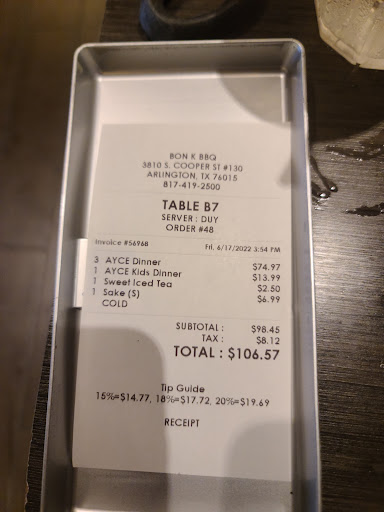 BON K BBQ
3810 S. COOPER ST #130
ARLINGTON, TX 76015
817-419-2500
TABLE B7
SERVER : DUY
ORDER #48
Invoice #56968 Fri, 6/17/2022 3:54 PM
3 AYCE Dinner $74.97
1 AYCE Kids Dinner $13.99
1 Sweet Iced Tea $2.50
1 Sake (S) $6.99
COLD
SUBTOTAL : $98.45
TAX : $8.12
TOTAL : $106.57
Tip Guide
15%=$14.77, 18%=$17.72, 20%=$19.69
RECEIPT